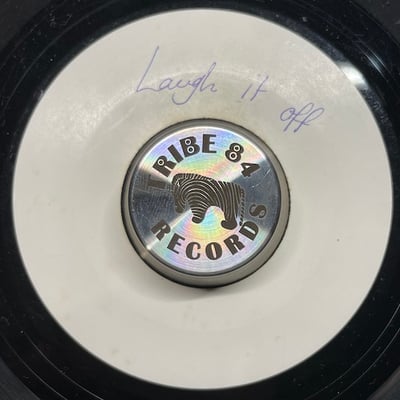 Laugh it off
TRIBE 84
RECORDS